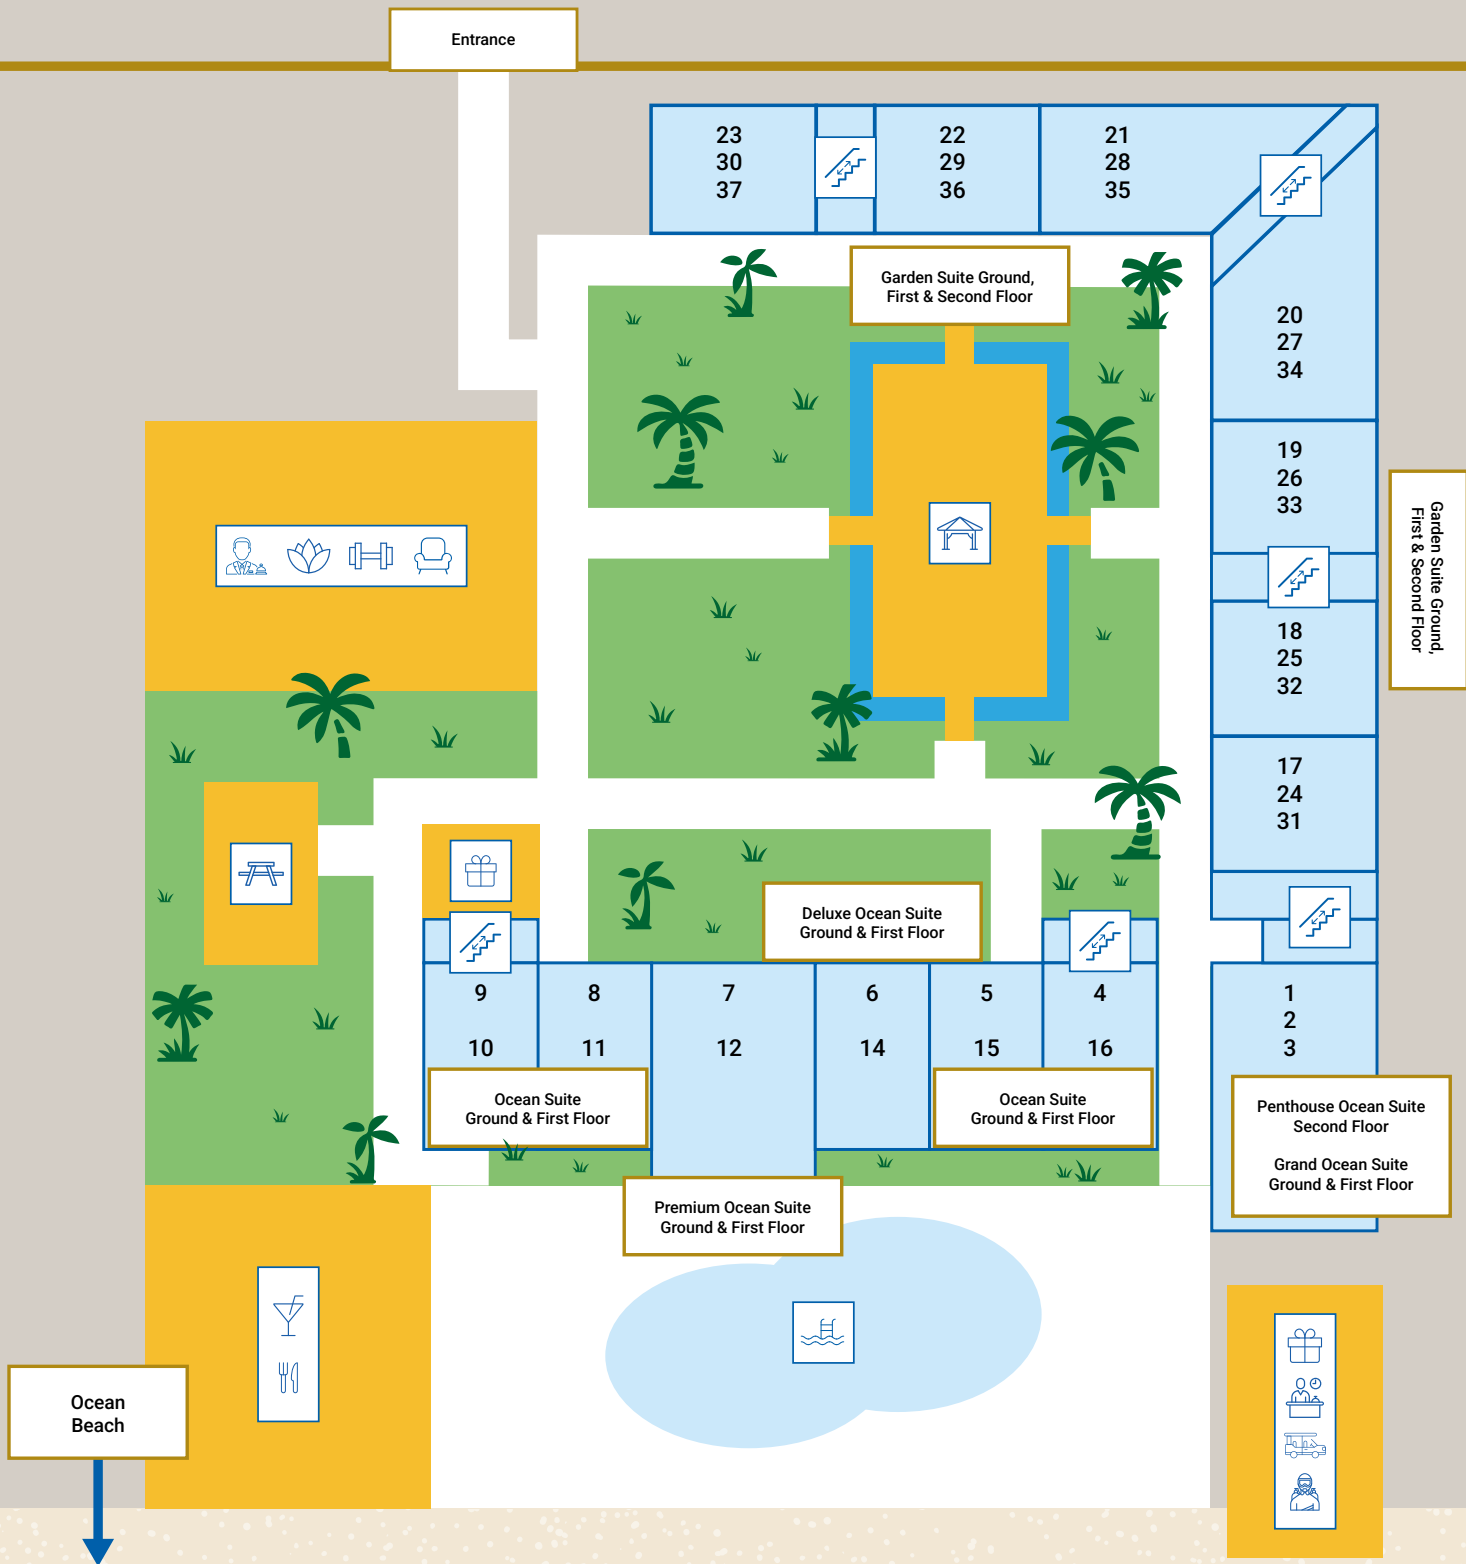 Entrance
23
30
37
22
29
36
21
28
35
Garden Suite Ground,
First & Second Floor
20
27
34
19
26
33
Garden Suite Ground,
First & Second Floor
18
25
32
17
24
31
Deluxe Ocean Suite
Ground & First Floor
9
10
8
11
7
12
6
14
5
15
4
16
1
2
3
Ocean Suite
Ground & First Floor
Ocean Suite
Ground & First Floor
Penthouse Ocean Suite
Second Floor
Grand Ocean Suite
Ground & First Floor
Premium Ocean Suite
Ground & First Floor
Ocean
Beach